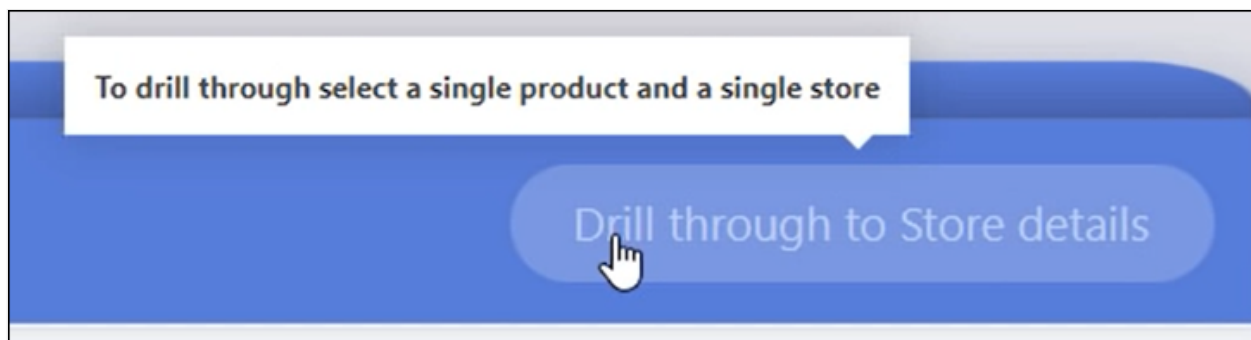 To drill through select a single product and a single store
Drill through to Store details